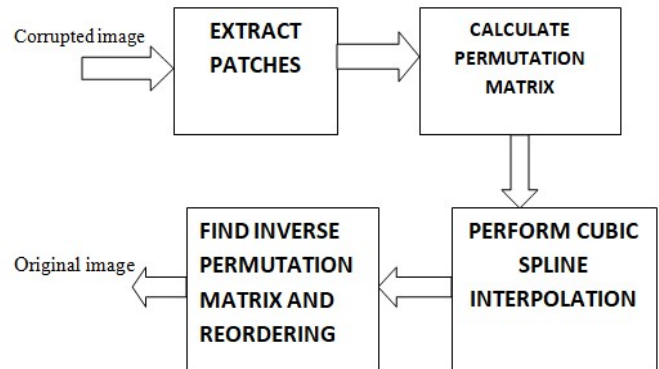 Corrupted image
EXTRACT
PATCHES
CALCULATE
PERMUTATION
MATRIX
PERFORM CUBIC
SPLINE
INTERPOLATION
FIND INVERSE
PERMUTATION
MATRIX AND
REORDERING
Original image